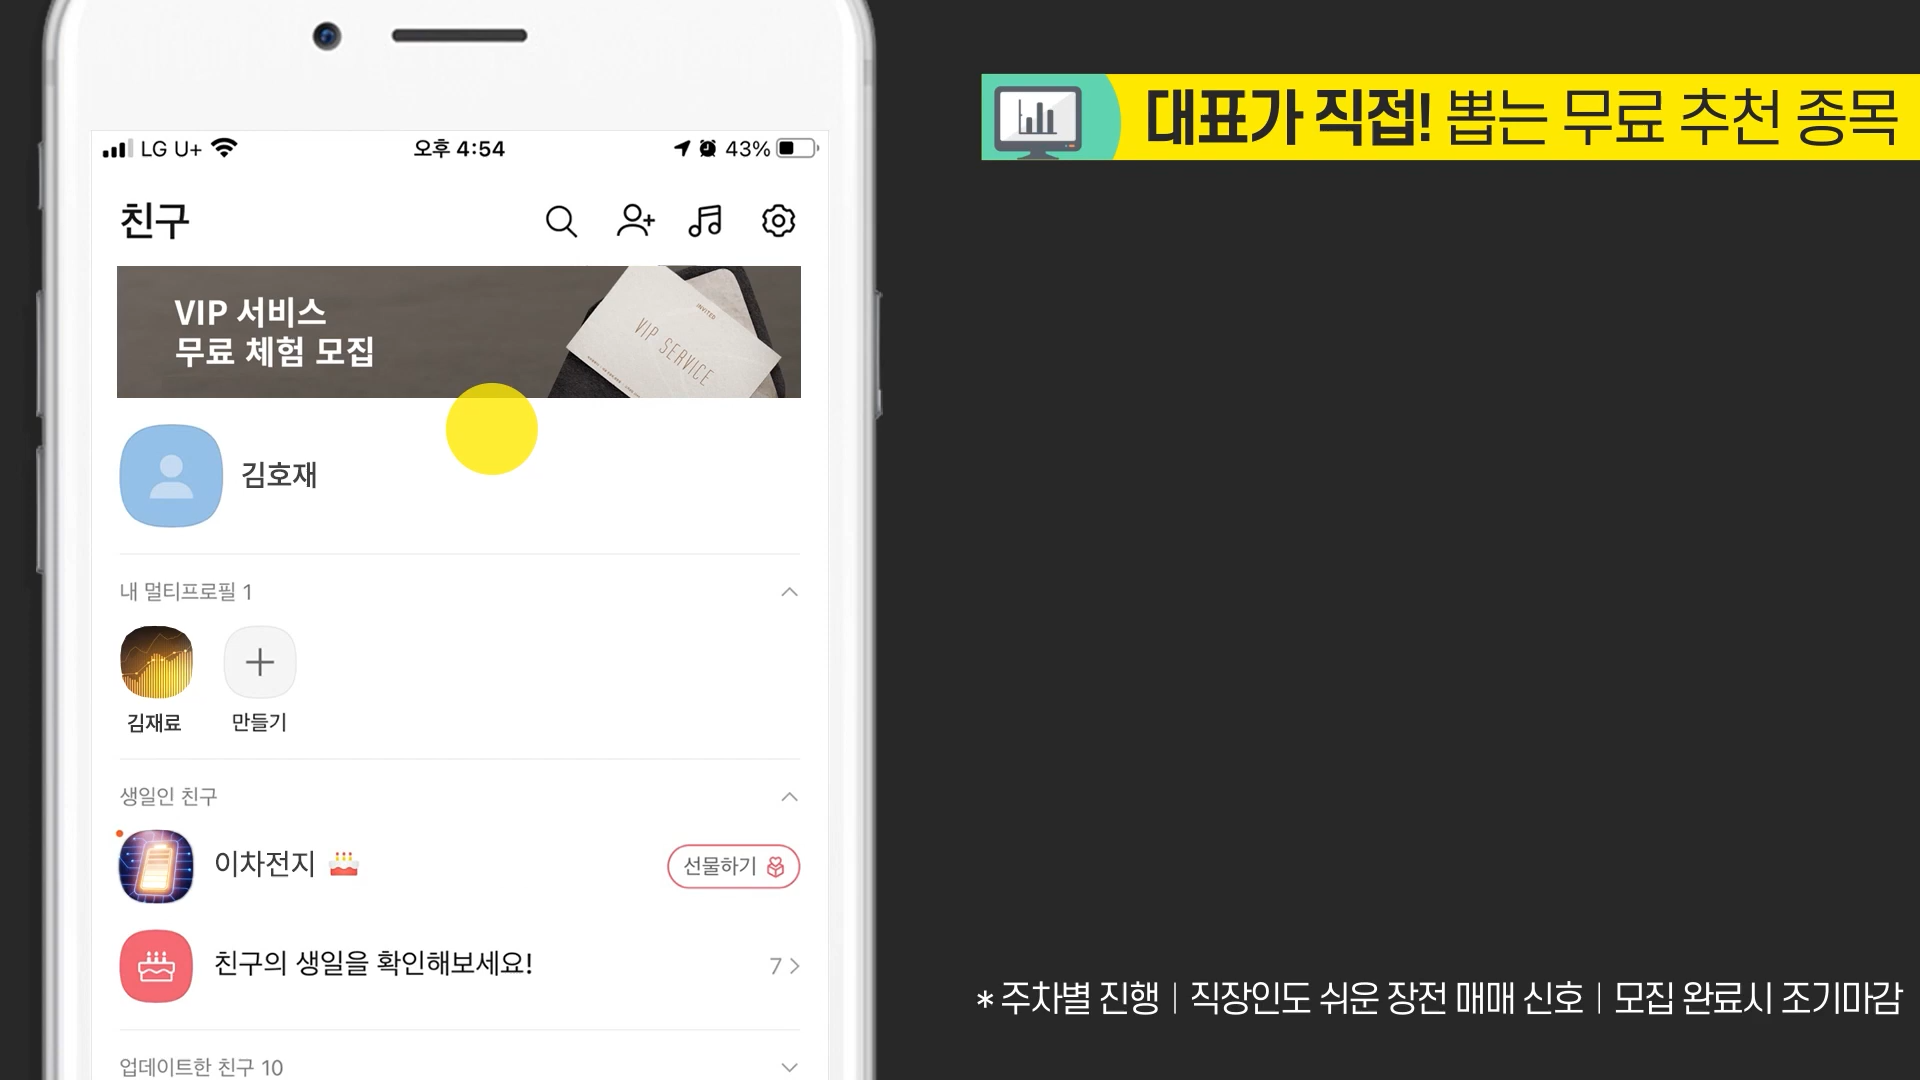 LG U+
오후 4:54
43%
친구
VIP 서비스
무료 체험 모집
INVITED
VIP SERVICE
김호재
내 멀티프로필 1
김재료
만들기
생일인 친구
이차전지
선물하기
친구의 생일을 확인해보세요!
7
업데이트한 친구 10
대표가 직접! 뽑는 무료 추천 종목
* 주차별 진행 | 직장인도 쉬운 장전 매매 신호 | 모집 완료시 조기마감